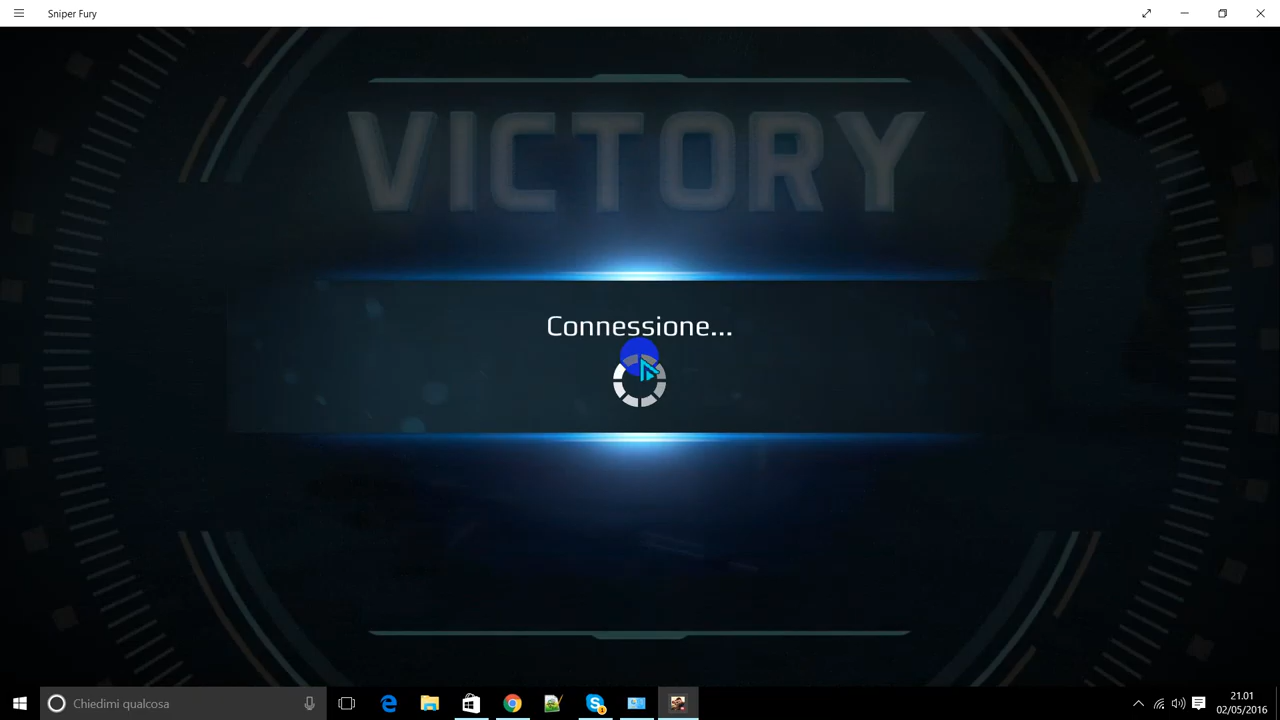 Sniper Fury
VICTORY
Connessione...
Chiedimi qualcosa
21.01
02/05/2016